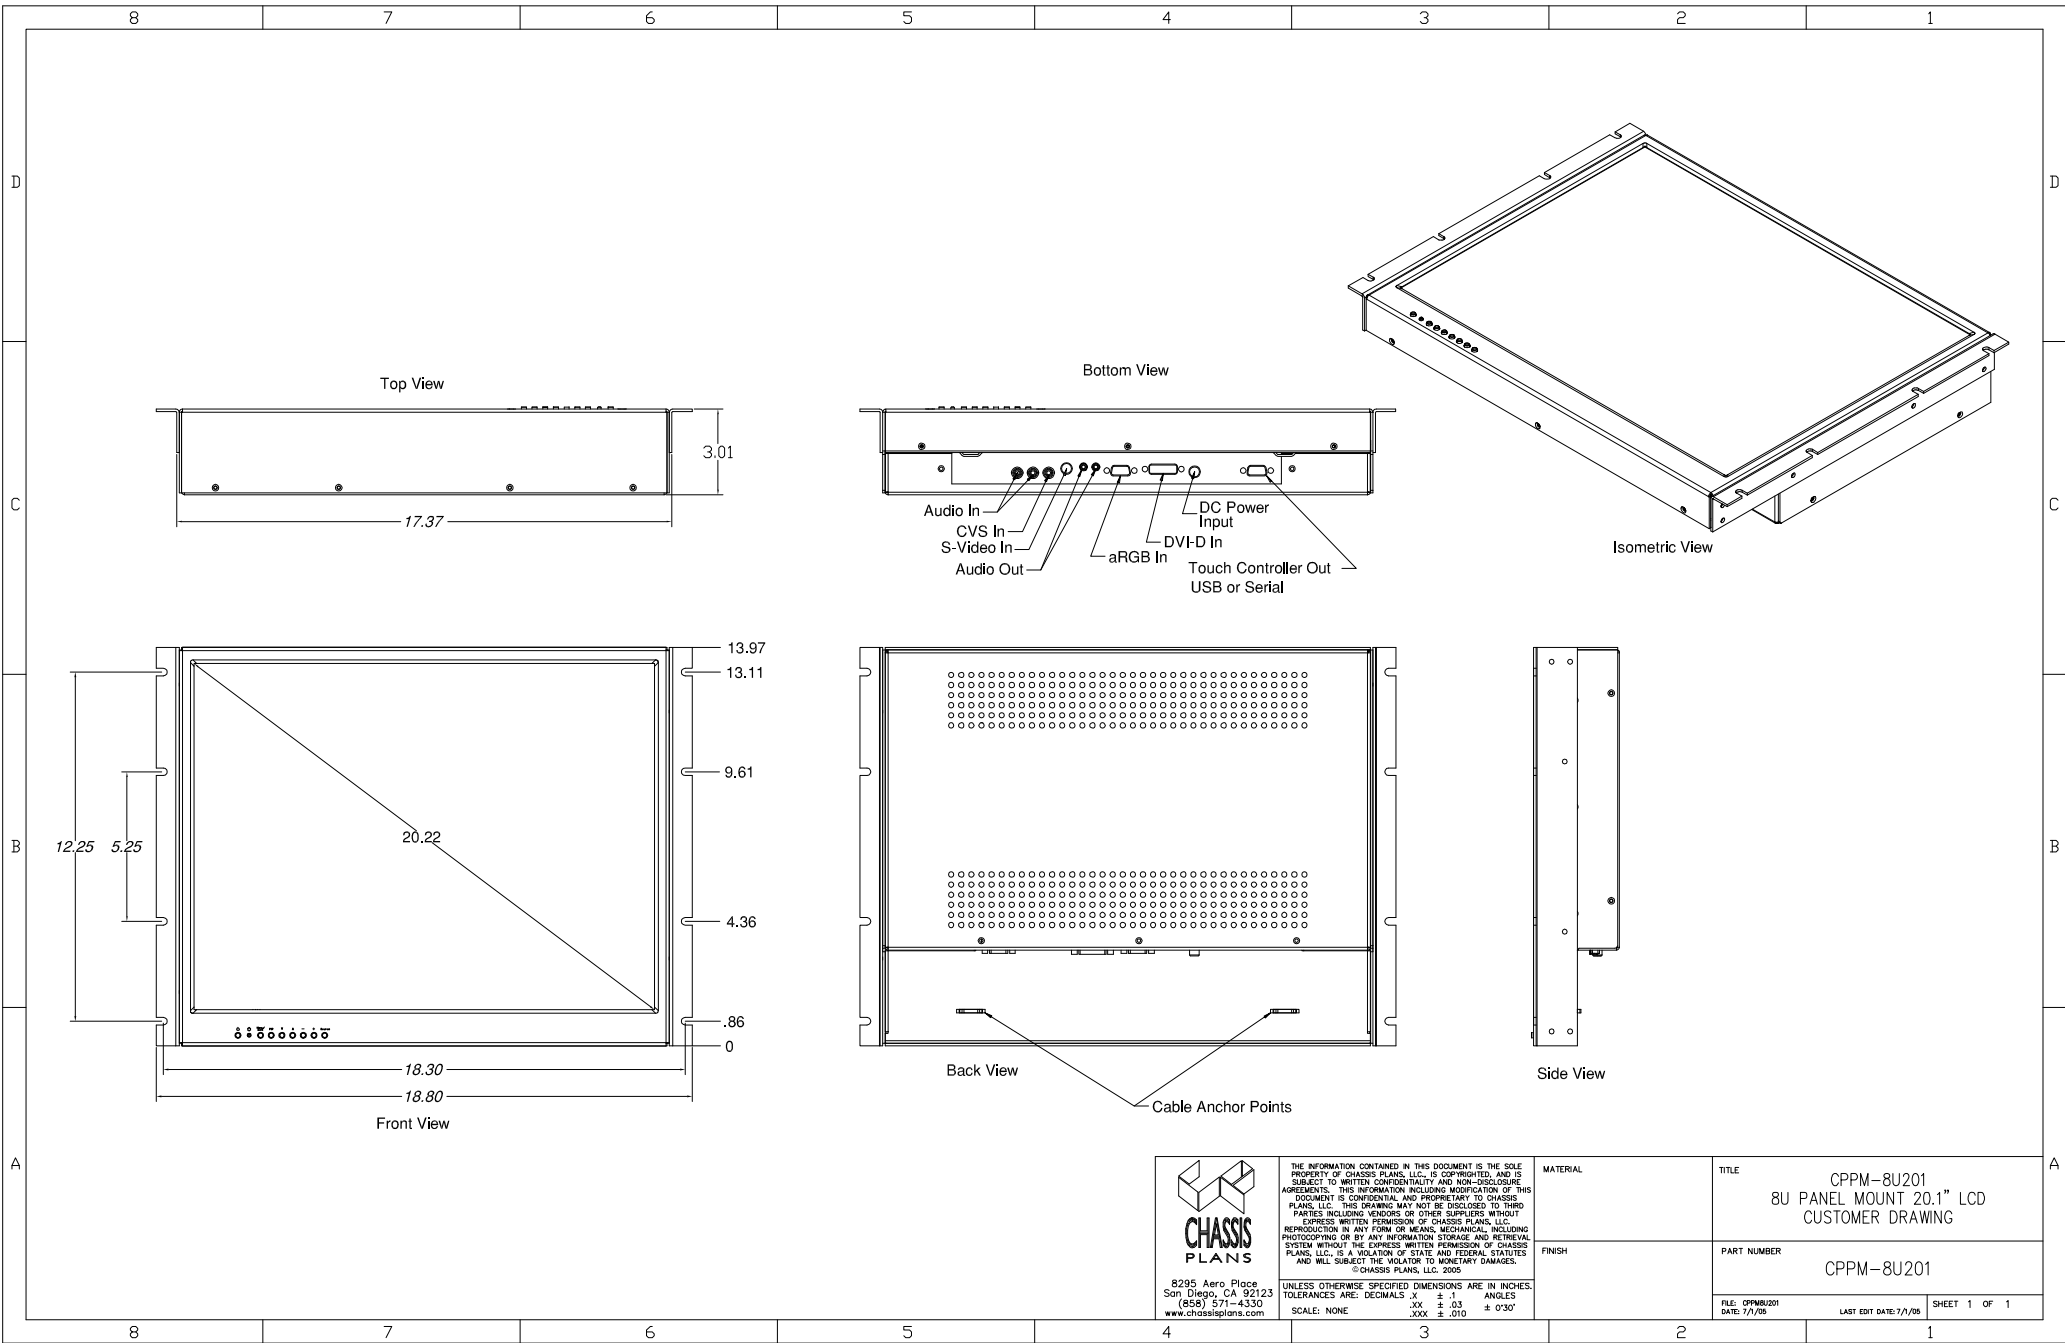 8 7 6 5 4 3 2 1
D
D
Top View
3.01
17.37
Bottom View
Audio In
CVS In
S-Video In
Audio Out
aRGB In
DVI-D In
DC Power
Input
Touch Controller Out
USB or Serial
Isometric View
C
C
13.97
13.11
9.61
4.36
.86
0
12.25
5.25
20.22
18.30
18.80
Front View
B
B
Back View
Cable Anchor Points
Side View
A
A
CHASSIS
PLANS
8295 Aero Place
San Diego, CA 92123
(858) 571-4330
www.chassisplans.com
THE INFORMATION CONTAINED IN THIS DOCUMENT IS THE SOLE
PROPERTY OF CHASSIS PLANS, LLC., IS COPYRIGHTED, AND IS
SUBJECT TO WRITTEN CONFIDENTIALITY AND NON-DISCLOSURE
AGREEMENTS. THIS INFORMATION INCLUDING MODIFICATION OF THIS
DOCUMENT IS CONFIDENTIAL AND PROPRIETARY TO CHASSIS
PLANS, LLC. THIS DRAWING MAY NOT BE DISCLOSED TO THIRD
PARTIES INCLUDING VENDORS OR OTHER SUPPLIERS WITHOUT
EXPRESS WRITTEN PERMISSION OF CHASSIS PLANS, LLC.
REPRODUCTION IN ANY FORM OR MEANS, MECHANICAL, INCLUDING
PHOTOCOPYING OR BY ANY INFORMATION STORAGE AND RETRIEVAL
SYSTEM WITHOUT THE EXPRESS WRITTEN PERMISSION OF CHASSIS
PLANS, LLC., IS A VIOLATION OF STATE AND FEDERAL STATUTES
AND WILL SUBJECT THE VIOLATOR TO MONETARY DAMAGES.
© CHASSIS PLANS, LLC. 2005
UNLESS OTHERWISE SPECIFIED DIMENSIONS ARE IN INCHES.
TOLERANCES ARE: DECIMALS .X ± .1 ANGLES
.XX ± .03 ± 0°30'
SCALE: NONE .XXX ± .010
MATERIAL
FINISH
TITLE
CPPM-8U201
8U PANEL MOUNT 20.1" LCD
CUSTOMER DRAWING
PART NUMBER
CPPM-8U201
FILE: CPPM8U201
DATE: 7/1/05
LAST EDIT DATE: 7/1/05
SHEET 1 OF 1
8 7 6 5 4 3 2 1